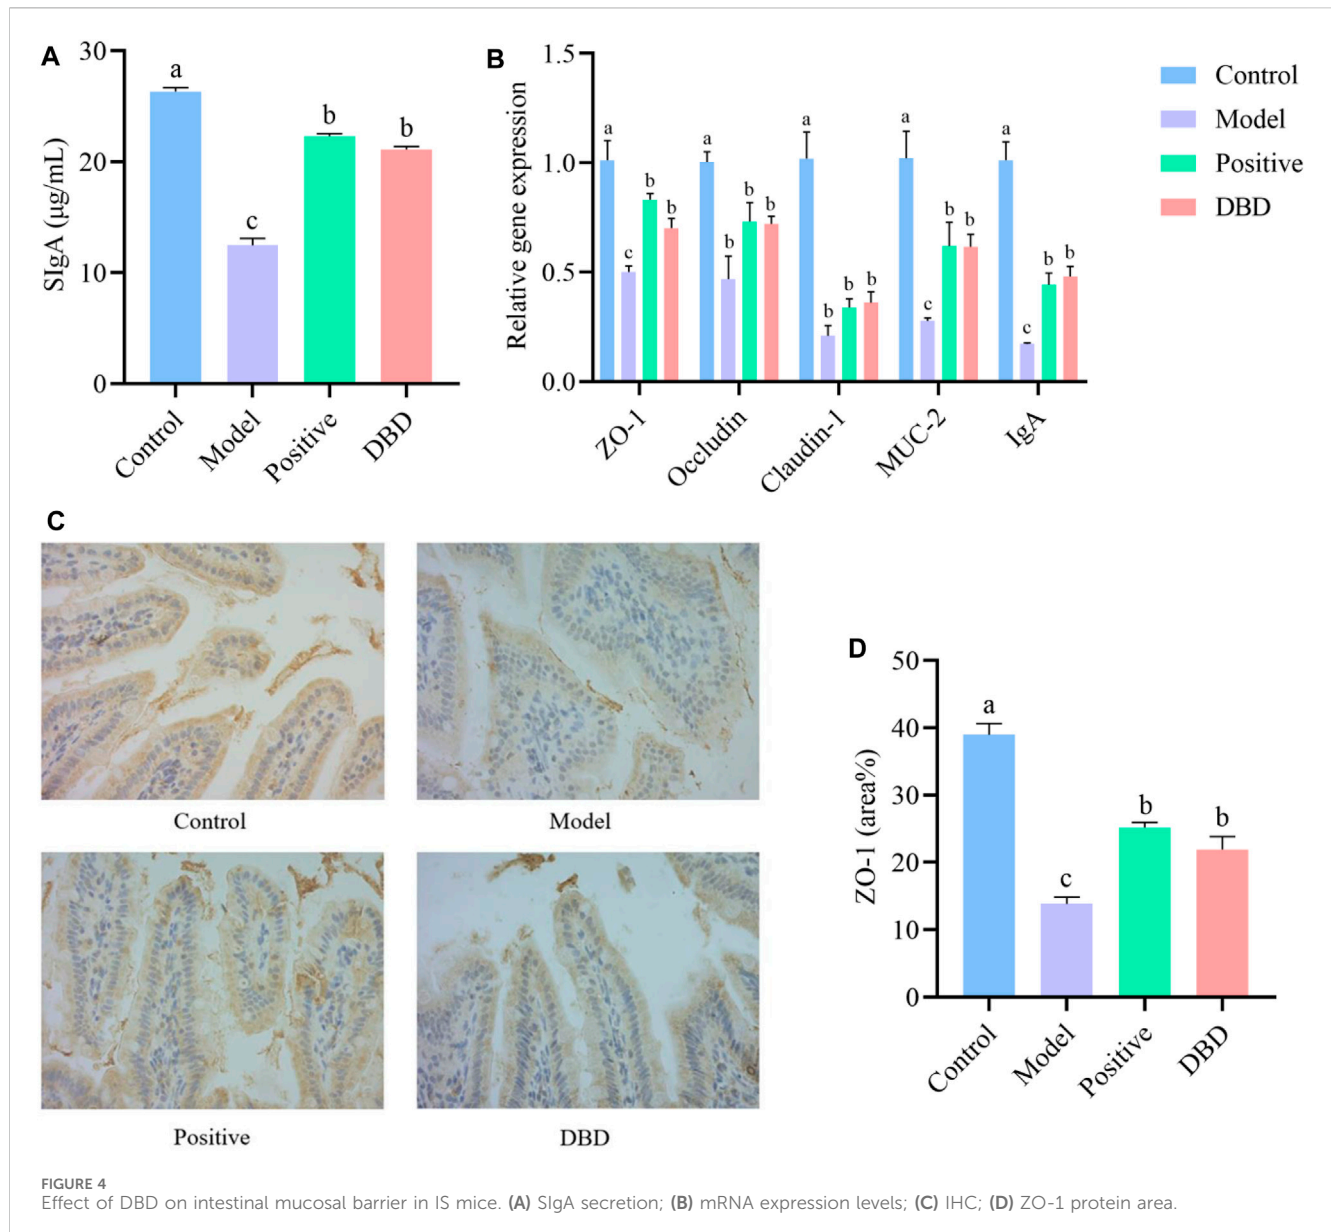 A
30
20
10
0
SIgA (µg/mL)
a
c
b
b
Control
Model
Positive
DBD
B
1.5
1.0
0.5
0.0
Relative gene expression
a
c
b
b
a
b
b
b
a
b
b
b
a
c
b
b
a
c
b
b
ZO-1
Occludin
Claudin-1
MUC-2
IgA
Control
Model
Positive
DBD
C
Control
Model
Positive
DBD
D
50
40
30
20
10
0
ZO-1 (area%)
a
c
b
b
Control
Model
Positive
DBD
FIGURE 4
Effect of DBD on intestinal mucosal barrier in IS mice. (A) SIgA secretion; (B) mRNA expression levels; (C) IHC; (D) ZO-1 protein area.